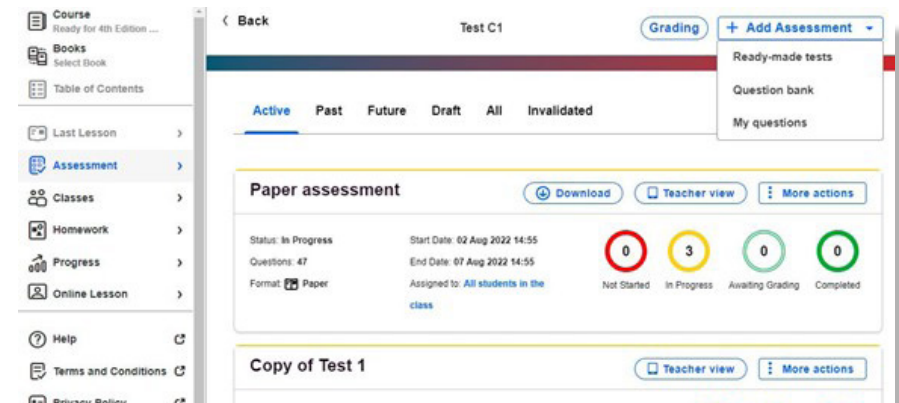 Course
Ready for 4th Edition ...
Books
Select Book
Table of Contents
Last Lesson
Assessment
Classes
Homework
Progress
Online Lesson
Help
Terms and Conditions
Privacy Policy
Back
Test C1
Grading
+ Add Assessment
Ready-made tests
Question bank
My questions
Active Past Future Draft All Invalidated
Paper assessment
Download
Teacher view
More actions
Status: In Progress
Questions: 47
Format: Paper
Start Date: 02 Aug 2022 14:55
End Date: 07 Aug 2022 14:55
Assigned to: All students in the
class
0 3 0 0
Not Started In Progress Awaiting Grading Completed
Copy of Test 1
Teacher view
More actions